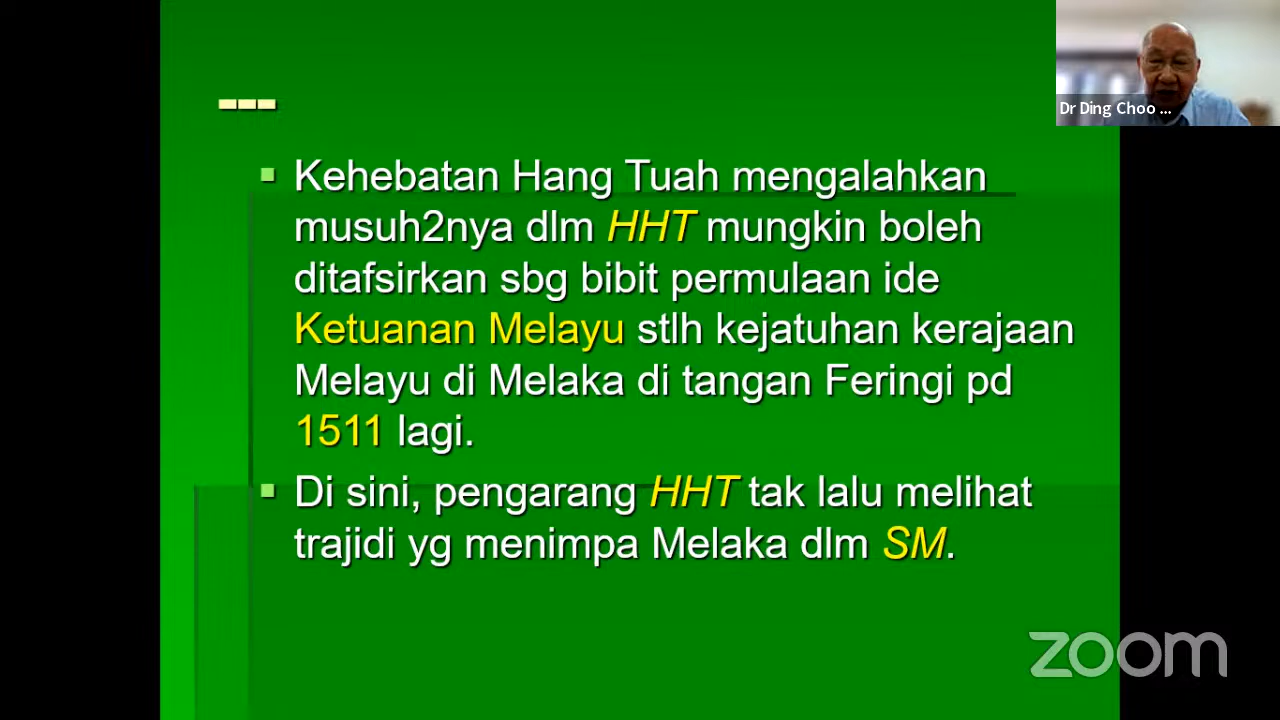 ---
Kehebatan Hang Tuah mengalahkan
musuh2nya dlm HHT mungkin boleh
ditafsirkan sbg bibit permulaan ide
Ketuanan Melayu stlh kejatuhan kerajaan
Melayu di Melaka di tangan Feringi pd
1511 lagi.
Di sini, pengarang HHT tak lalu melihat
trajidi yg menimpa Melaka dlm SM.
Dr Ding Choo ...
zoom